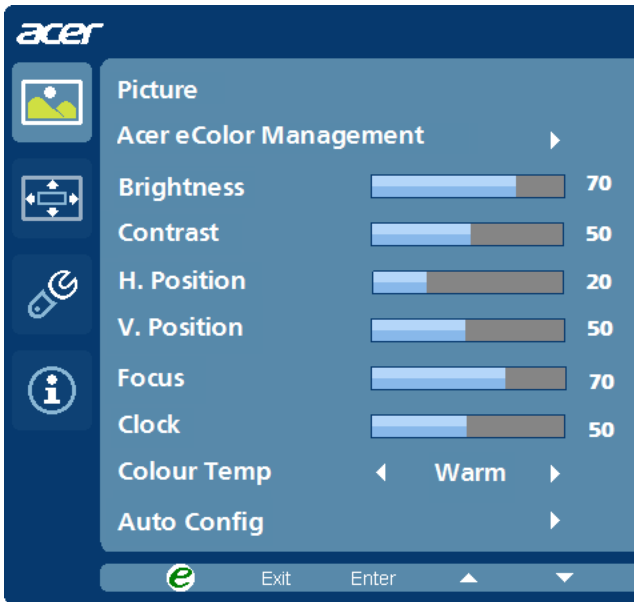 acer
Picture
Acer eColor Management
Brightness 70
Contrast 50
H. Position 20
V. Position 50
Focus 70
Clock 50
Colour Temp Warm
Auto Config
e Exit Enter